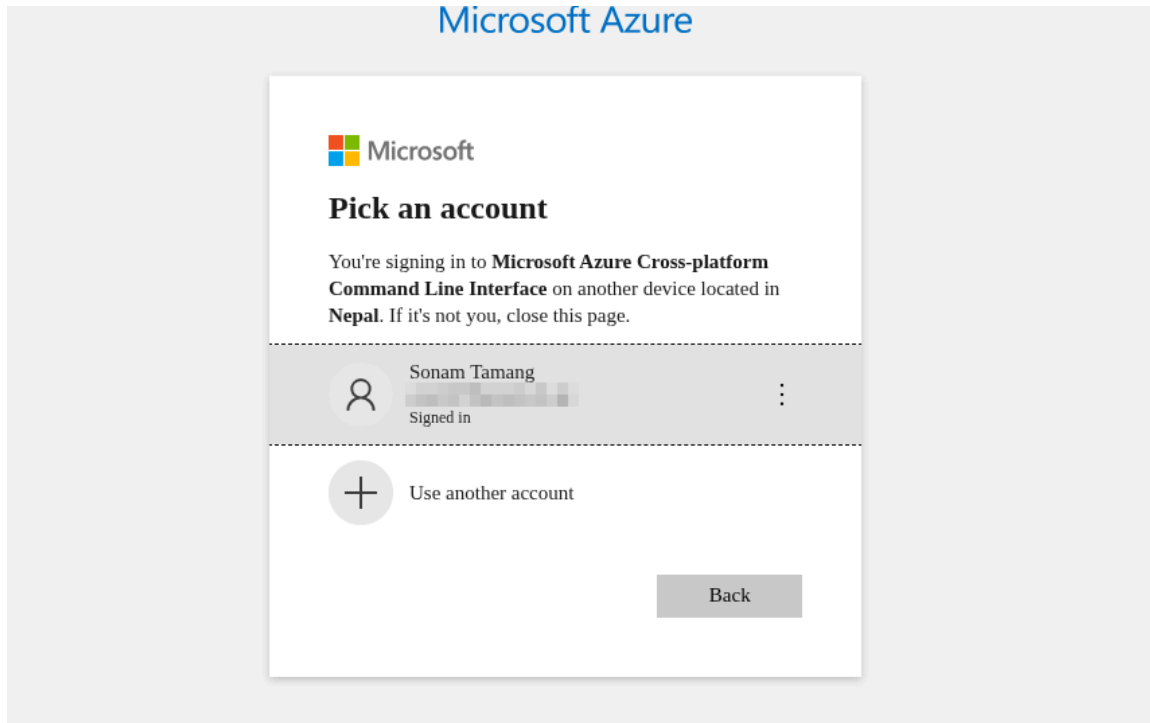 Microsoft Azure
Microsoft
Pick an account
You're signing in to Microsoft Azure Cross-platform
Command Line Interface on another device located in
Nepal. If it's not you, close this page.
Sonam Tamang
Signed in
Use another account
Back